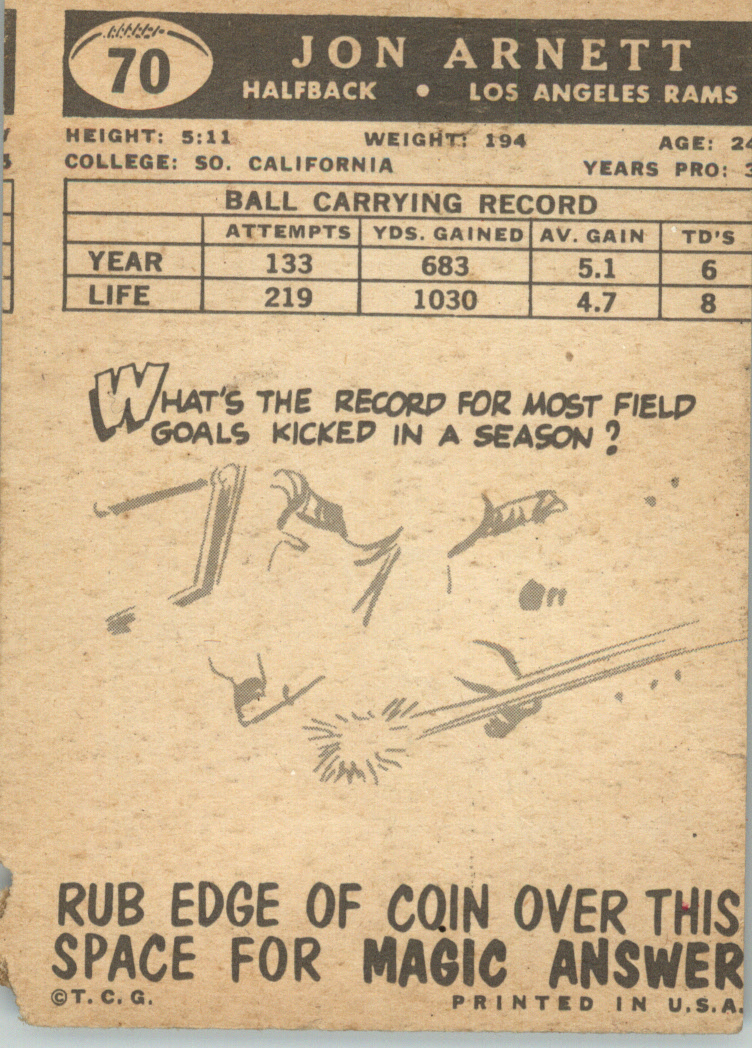 70
JON ARNETT
HALFBACK • LOS ANGELES RAMS
HEIGHT: 5:11 WEIGHT: 194 AGE: 24
COLLEGE: SO. CALIFORNIA YEARS PRO: 3
BALL CARRYING RECORD
ATTEMPTS YDS. GAINED AV. GAIN TD'S
YEAR 133 683 5.1 6
LIFE 219 1030 4.7 8
WHAT'S THE RECORD FOR MOST FIELD
GOALS KICKED IN A SEASON?
RUB EDGE OF COIN OVER THIS
SPACE FOR MAGIC ANSWER
©T.C.G. PRINTED IN U.S.A.